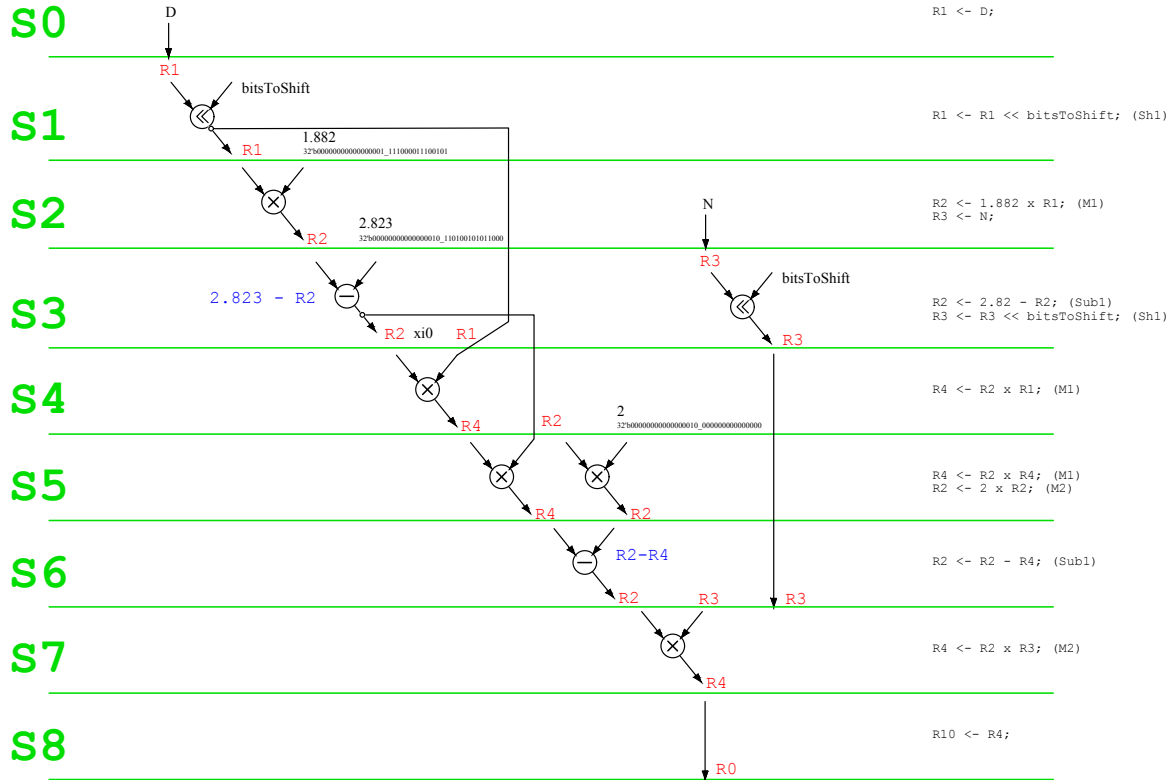 S0
D
R1 <- D;
R1
bitsToShift
S1
R1 <- R1 << bitsToShift; (Sh1)
1.882
R1
32'b00000000000000001_111000011100101
S2
R2 <- 1.882 x R1; (M1)
R3 <- N;
N
2.823
R2
32'b00000000000000010_110100101011000
R3
bitsToShift
2.823 - R2
S3
R2 <- 2.82 - R2; (Sub1)
R3 <- R3 << bitsToShift; (Sh1)
R2 xi0 R1
R3
S4
R4 <- R2 x R1; (M1)
2
R4
R2
32'b00000000000000010_000000000000000
S5
R4 <- R2 x R4; (M1)
R2 <- 2 x R2; (M2)
R4
R2
R2-R4
S6
R2 <- R2 - R4; (Sub1)
R2
R3
R3
S7
R4 <- R2 x R3; (M2)
R4
S8
R10 <- R4;
R0